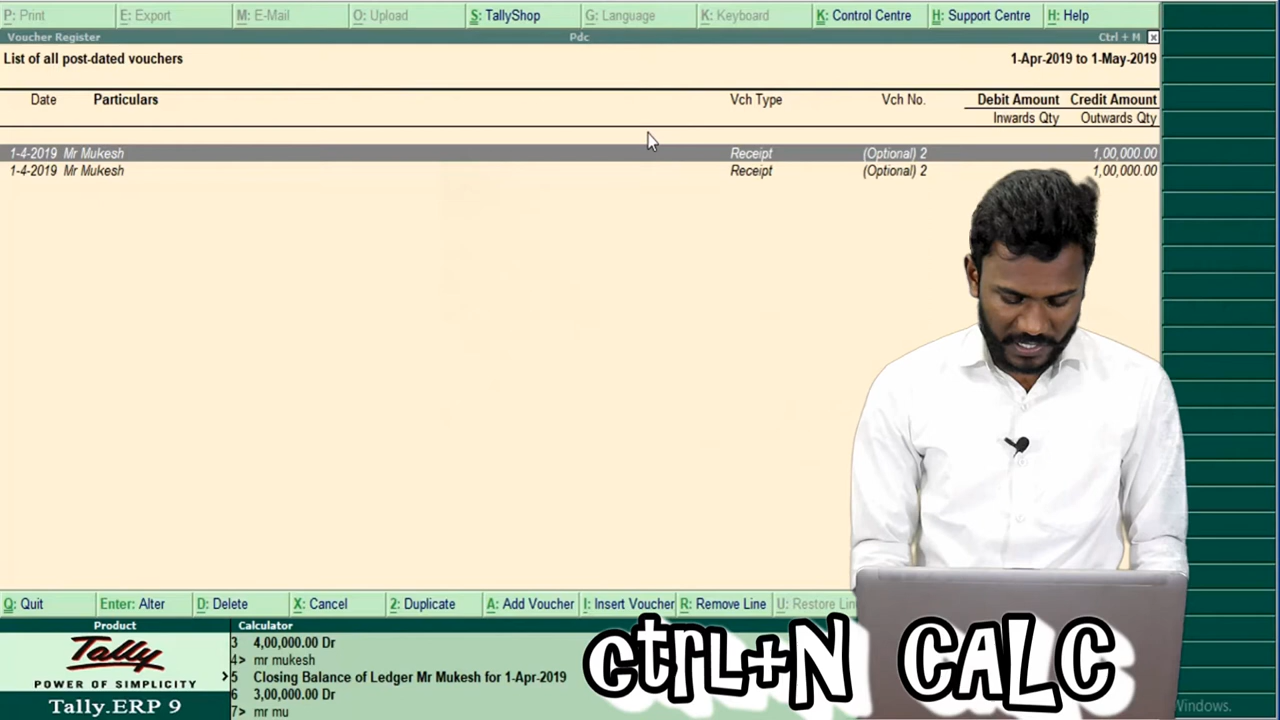 P: Print E: Export M: E-Mail O: Upload S: TallyShop G: Language K: Keyboard K: Control Centre H: Support Centre H: Help
Voucher Register Pdc Ctrl + M x
List of all post-dated vouchers 1-Apr-2019 to 1-May-2019
Date Particulars Vch Type Vch No. Debit Amount Credit Amount
Inwards Qty Outwards Qty
1-4-2019 Mr Mukesh Receipt (Optional) 2 1,00,000.00
1-4-2019 Mr Mukesh Receipt (Optional) 2 1,00,000.00
Q: Quit Enter: Alter D: Delete X: Cancel 2: Duplicate A: Add Voucher I: Insert Voucher R: Remove Line U: Restore
Product Calculator
Tally
POWER OF SIMPLICITY
Tally.ERP 9
3 4,00,000.00 Dr
4> mr mukesh
5 Closing Balance of Ledger Mr Mukesh for 1-Apr-2019
6 3,00,000.00 Dr
7> mr mu
CtRL+N CALC
Windows.